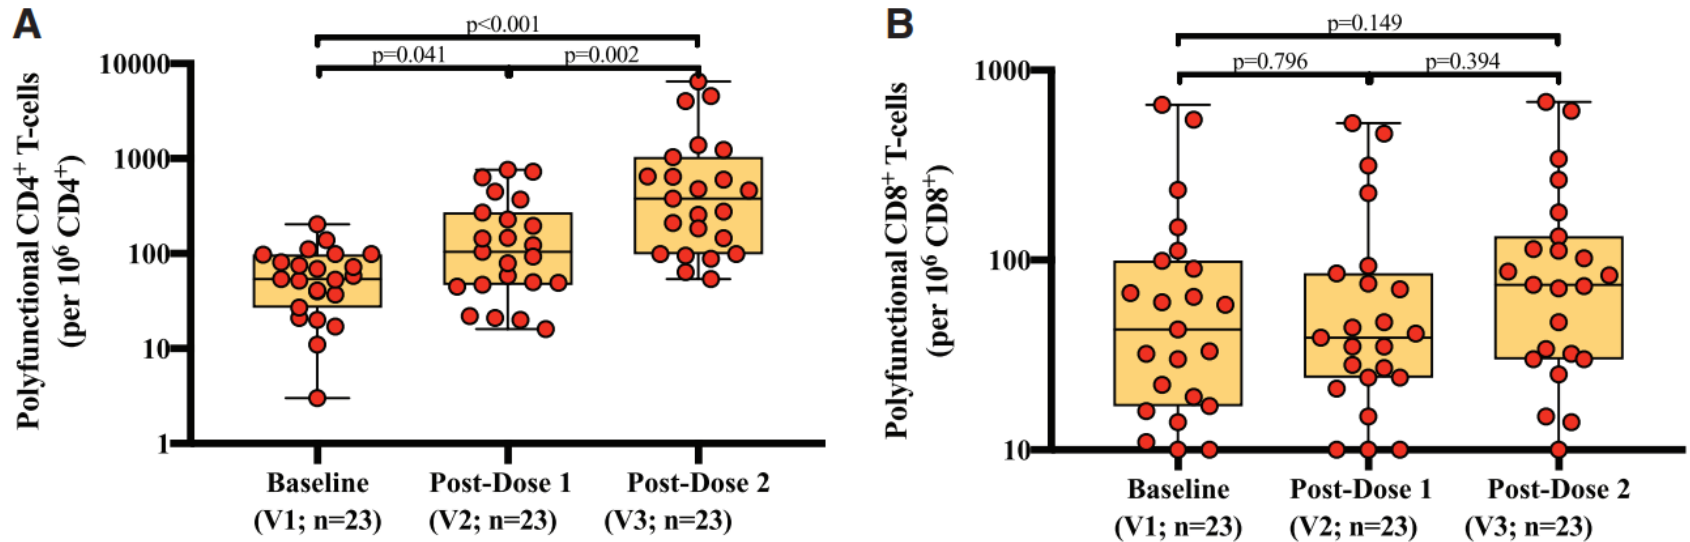 A
p<0.001
p=0.041
p=0.002
Polyfunctional CD4+ T-cells
(per 10⁶ CD4+)
10000
1000
100
10
1
Baseline
(V1; n=23)
Post-Dose 1
(V2; n=23)
Post-Dose 2
(V3; n=23)
B
p=0.149
p=0.796
p=0.394
Polyfunctional CD8+ T-cells
(per 10⁶ CD8+)
1000
100
10
Baseline
(V1; n=23)
Post-Dose 1
(V2; n=23)
Post-Dose 2
(V3; n=23)